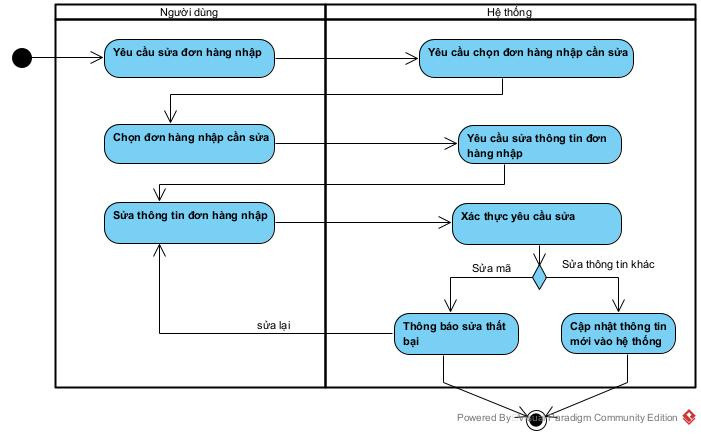 Người dùng
Hệ thống
Yêu cầu sửa đơn hàng nhập
Yêu cầu chọn đơn hàng nhập cần sửa
Chọn đơn hàng nhập cần sửa
Yêu cầu sửa thông tin đơn
hàng nhập
Sửa thông tin đơn hàng nhập
Xác thực yêu cầu sửa
Sửa mã
Sửa thông tin khác
sửa lại
Thông báo sửa thất
bại
Cập nhật thông tin
mới vào hệ thống
Powered By: Visual Paradigm Community Edition